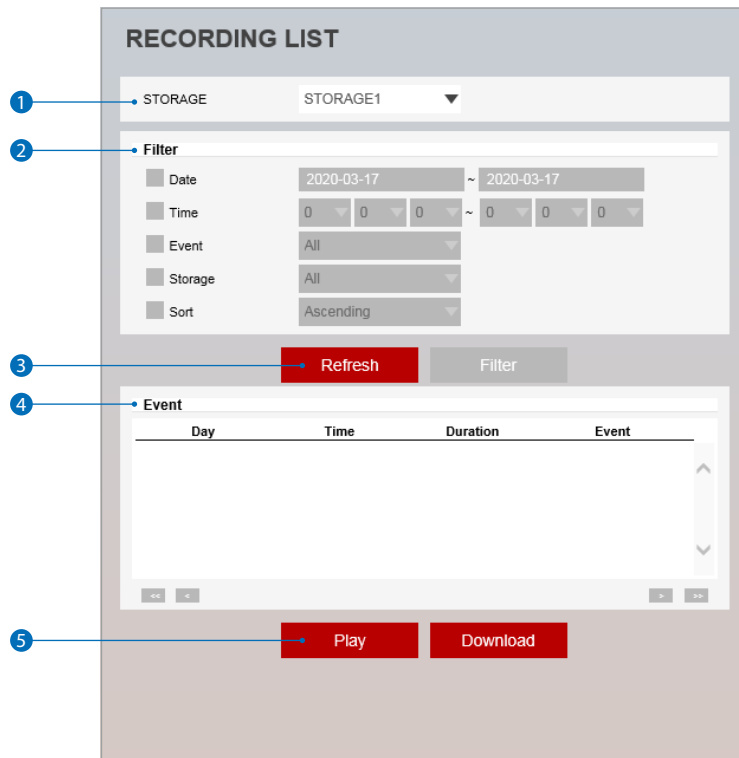 RECORDING LIST
1 STORAGE STORAGE1
2 Filter
Date 2020-03-17 ~ 2020-03-17
Time 0 0 0 ~ 0 0 0
Event All
Storage All
Sort Ascending
3 Refresh Filter
4 Event
Day Time Duration Event
<< < > >>
5 Play Download